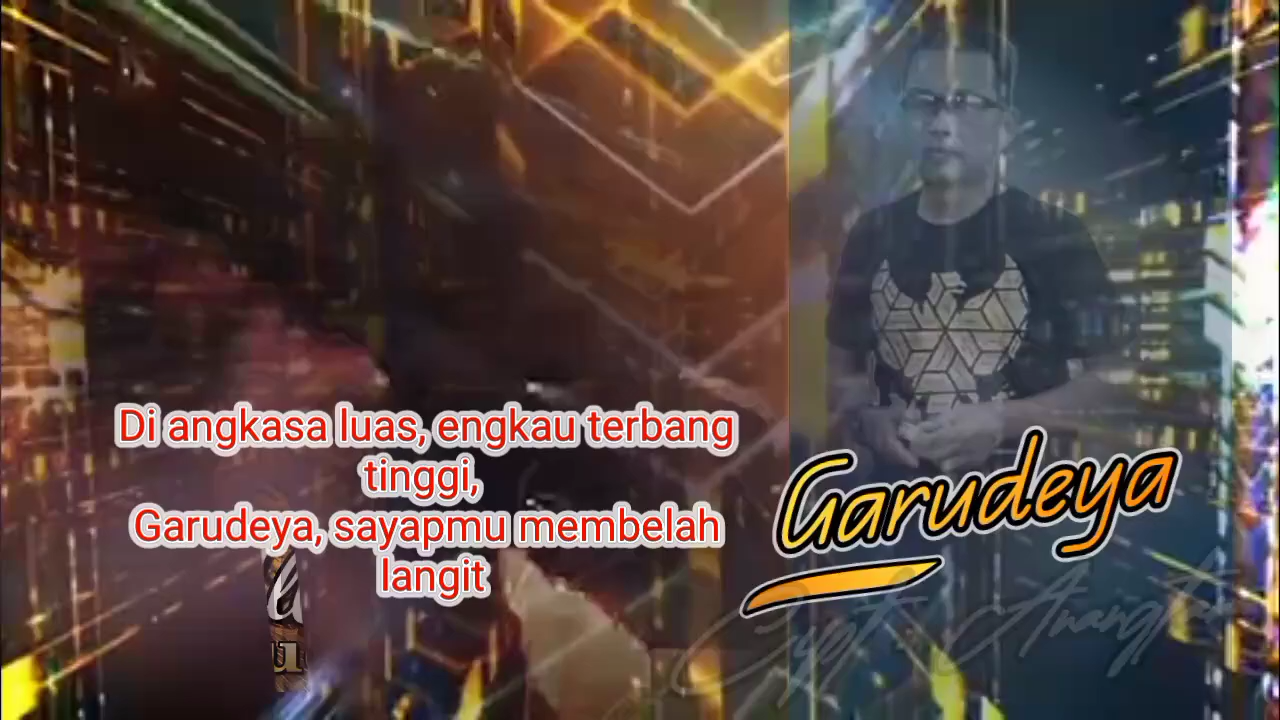 Di angkasa luas, engkau terbang
tinggi,
Garudeya, sayapmu membelah
langit
Garudeya